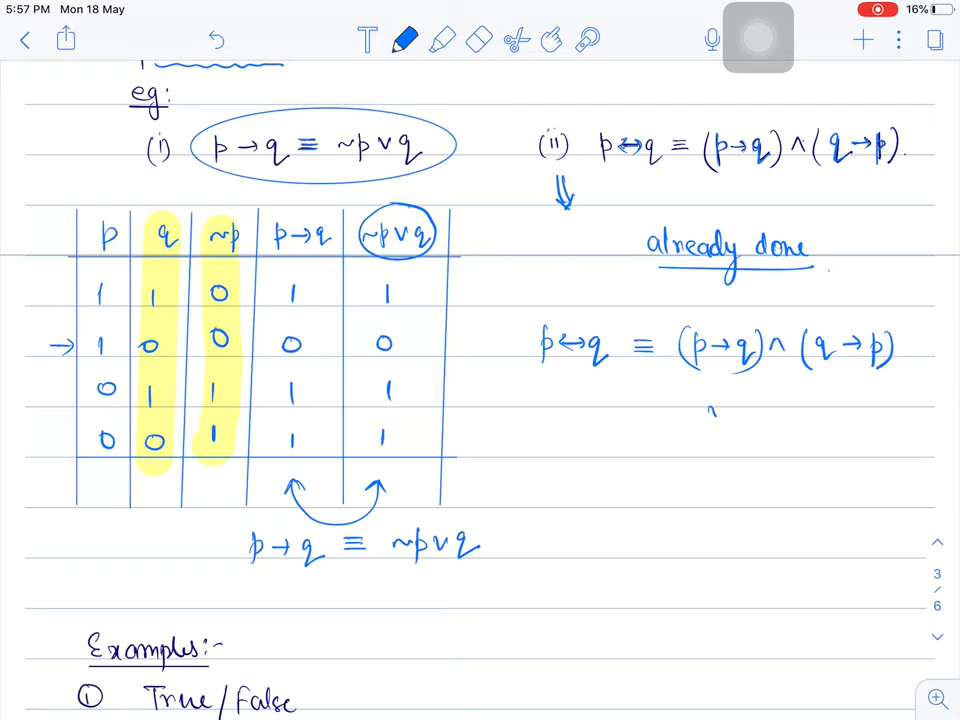 5:57 PM Mon 18 May 16%
eg:
(i) p → q ≡ ~p ∨ q
(ii) p ↔ q ≡ (p → q) ∧ (q → p).
already done
p q ~p p → q ~p ∨ q
1 1 0 1 1
→ 1 0 0 0 0
0 1 1 1 1
0 0 1 1 1
p ↔ q ≡ (p → q) ∧ (q → p)
p → q ≡ ~p ∨ q
3
/
6
Examples:-
① True/False